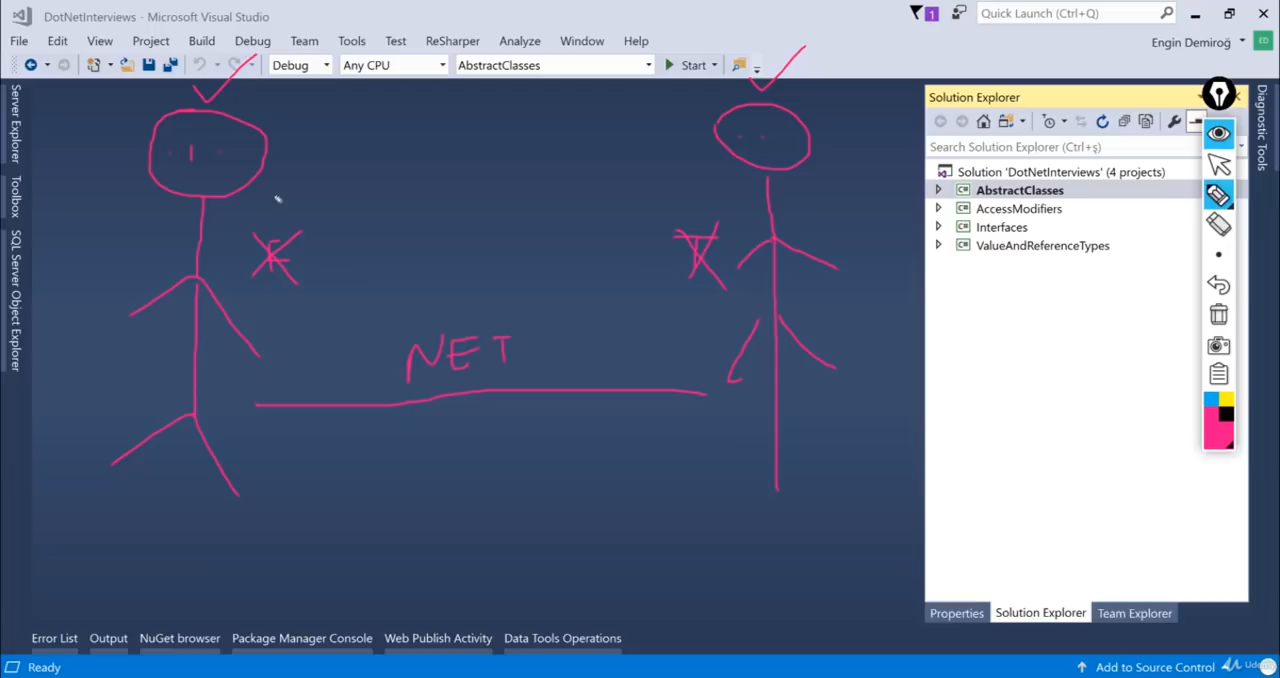 DotNetInterviews - Microsoft Visual Studio
1
Quick Launch (Ctrl+Q)
File Edit View Project Build Debug Team Tools Test ReSharper Analyze Window Help
Engin Demiroğ
ED
Debug Any CPU AbstractClasses Start
Server Explorer
Toolbox
SQL Server Object Explorer
NET
Solution Explorer
Search Solution Explorer (Ctrl+ş)
Solution 'DotNetInterviews' (4 projects)
C# AbstractClasses
C# AccessModifiers
C# Interfaces
C# ValueAndReferenceTypes
Diagnostic Tools
Properties Solution Explorer Team Explorer
Error List Output NuGet browser Package Manager Console Web Publish Activity Data Tools Operations
Ready
Add to Source Control